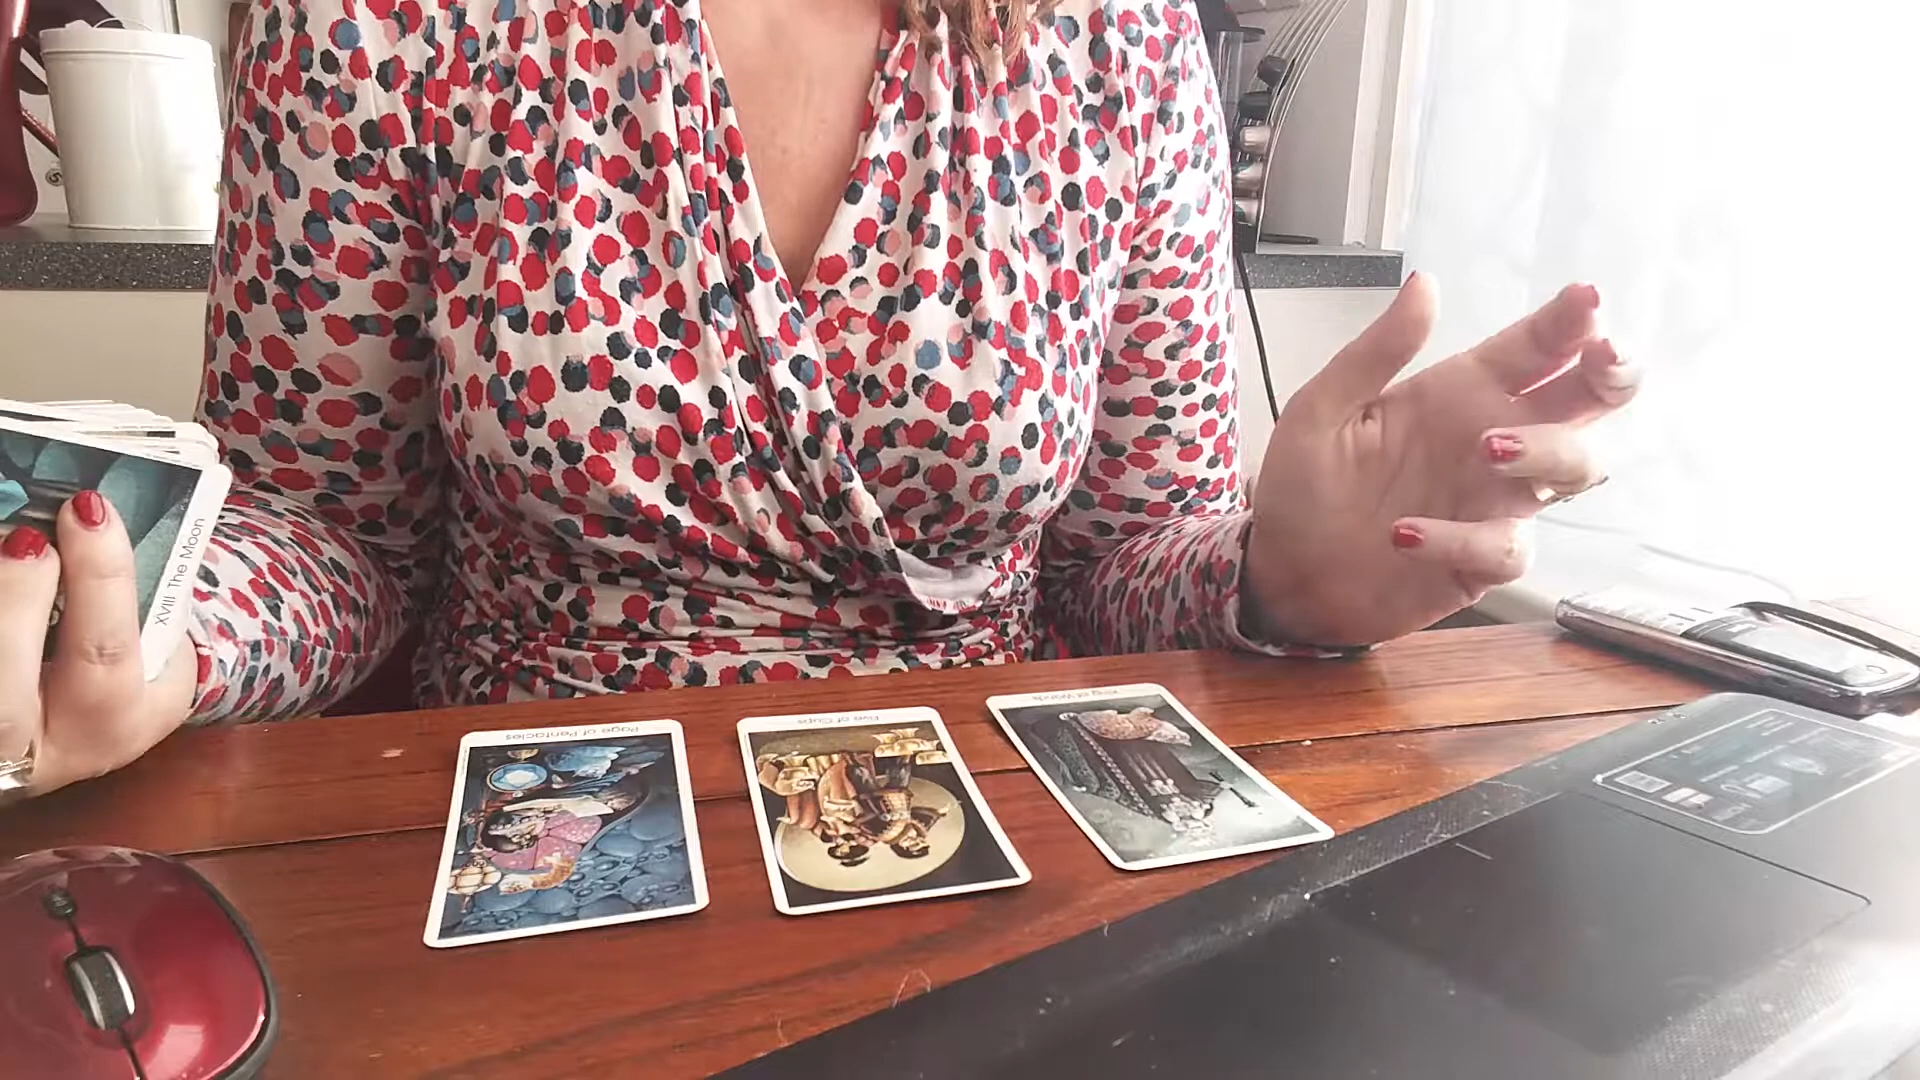 XVIII The Moon
Page of Pentacles
Five of Cups
King of Wands